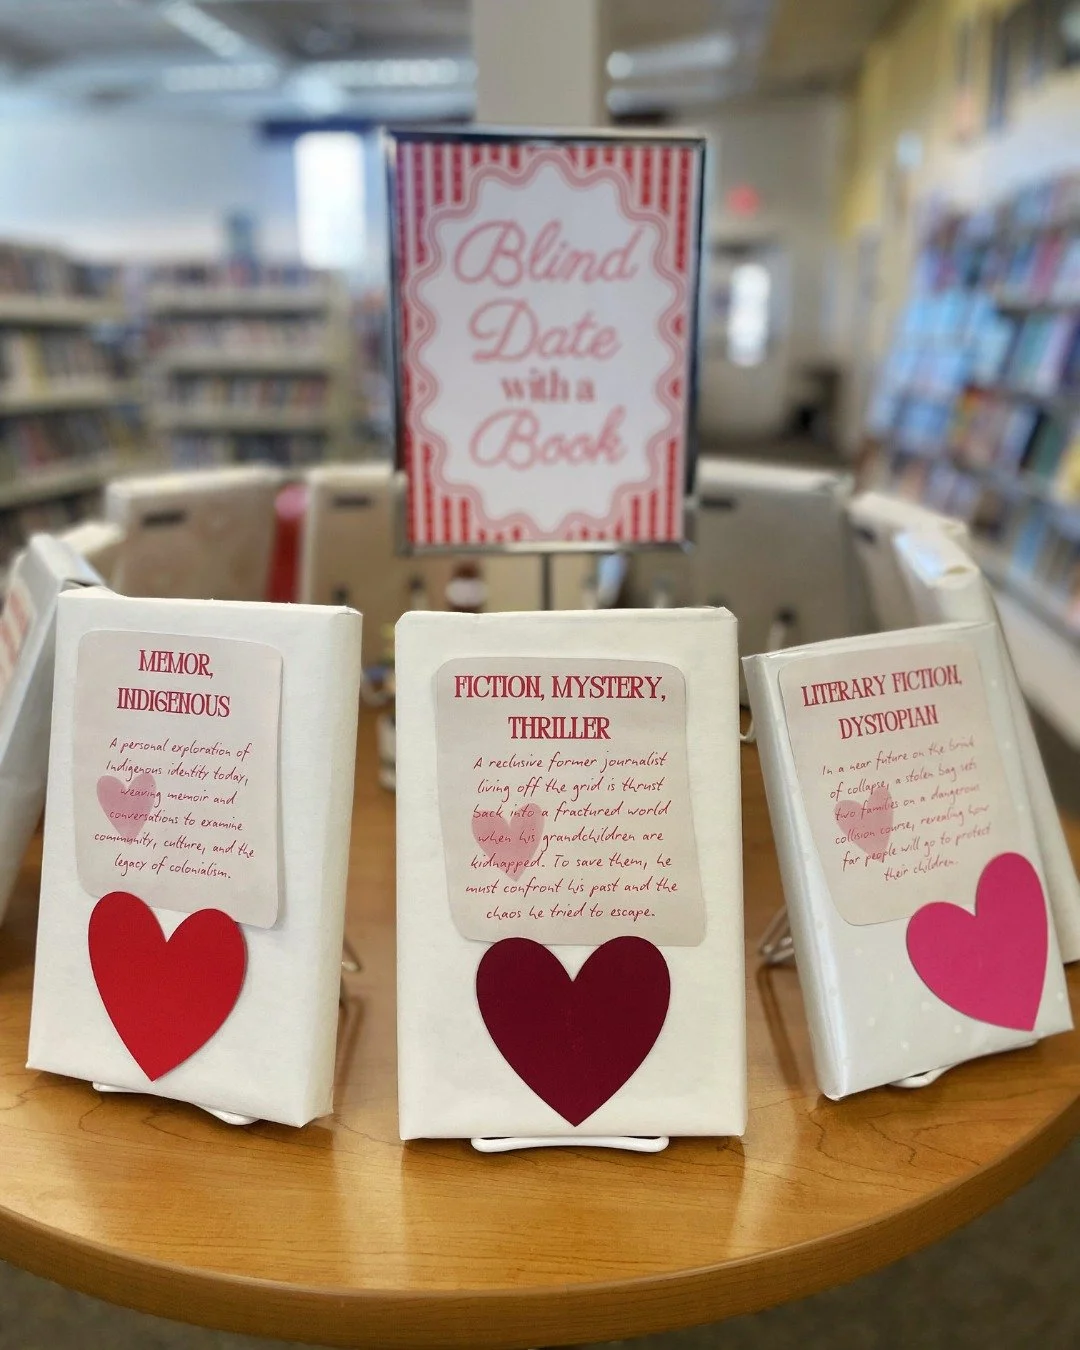 Blind
Date
with a
Book
MEMOR,
INDIGENOUS
A personal exploration of
Indigenous identity today,
weaving memoir and
conversations to examine
community, culture, and the
legacy of colonialism.
FICTION, MYSTERY,
THRILLER
A reclusive former journalist
living off the grid is thrust
back into a fractured world
when his grandchildren are
kidnapped. To save them, he
must confront his past and the
chaos he tried to escape.
LITERARY FICTION,
DYSTOPIAN
In a near future on the brink
of collapse, a stolen bag sets
two families on a dangerous
collision course, revealing how
far people will go to protect
their children.